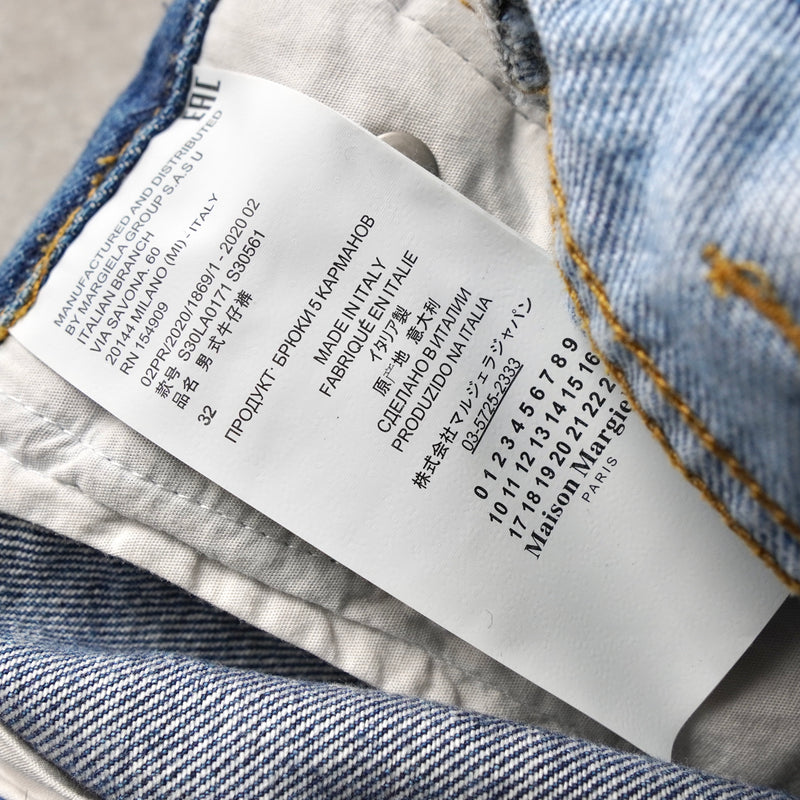 EAC
MANUFACTURED AND DISTRIBUTED
BY MARGIELA GROUP S.A.S U
ITALIAN BRANCH
VIA SAVONA, 60
20144 MILANO (MI) - ITALY
RN 154909
02PR/2020/1869/1 - 2020 02
款号 : S30LA0171 S30561
品名 : 男 式 牛 仔 裤
32
ПРОДУКТ: БРЮКИ 5 КАРМАНОВ
MADE IN ITALY
FABRIQUÉ EN ITALIE
イタリア製
原产地 : 意大利
СДЕЛАНО В ИТАЛИИ
PRODUZIDO NA ITALIA
株式会社 マルジェラジャパン
03-5725-2333
0 1 2 3 4 5 6 7 8 9
10 11 12 13 14 15 16
17 18 19 20 21 22
Maison
PARIS